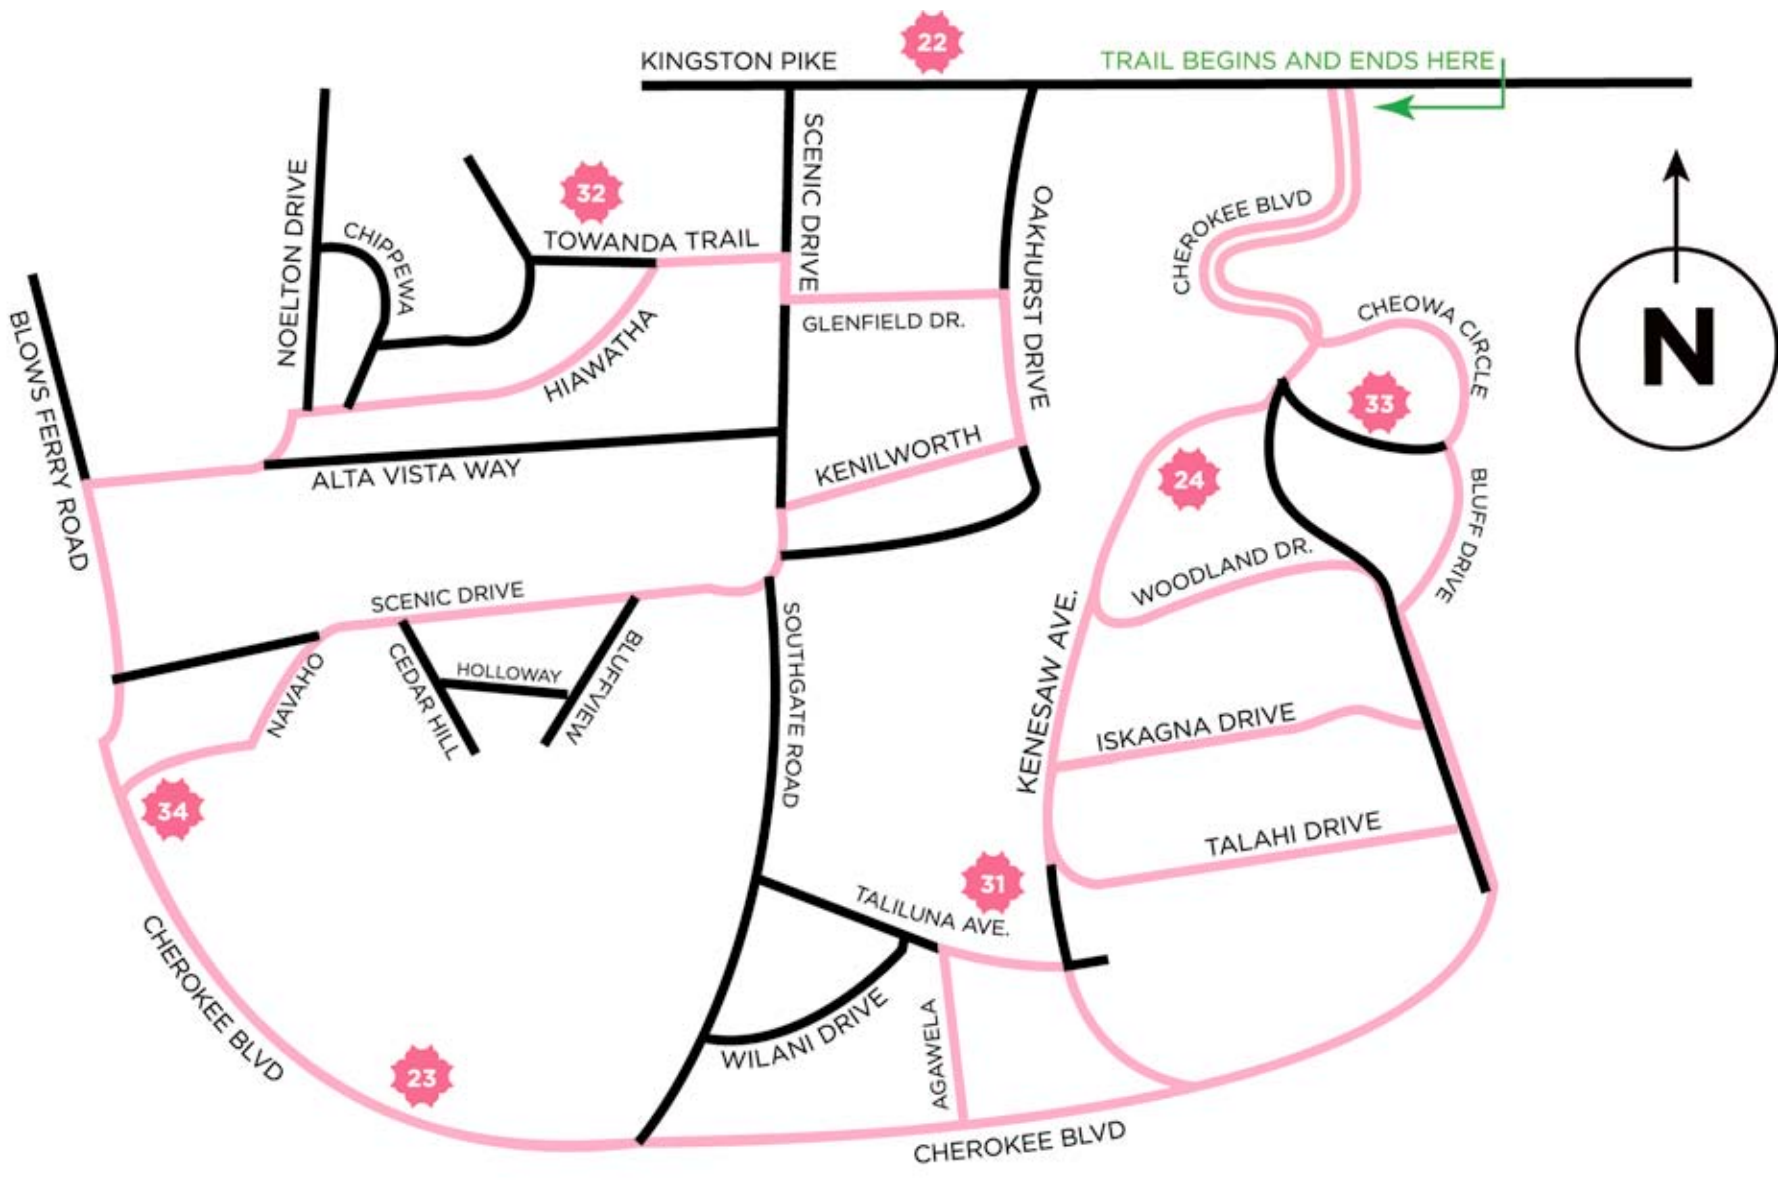 22
KINGSTON PIKE
TRAIL BEGINS AND ENDS HERE
SCENIC DRIVE
NOELTON DRIVE
32
CHIPPEWA
TOWANDA TRAIL
OAKHURST DRIVE
CHEROKEE BLVD
CHEOWA CIRCLE
N
BLOWS FERRY ROAD
HIAWATHA
GLENFIELD DR.
33
ALTA VISTA WAY
KENILWORTH
24
BLUFF DRIVE
WOODLAND DR.
SCENIC DRIVE
CEDAR HILL
HOLLOWAY
BLUFFVIEW
SOUTHGATE ROAD
KENESAW AVE.
NAVAHO
ISKAGNA DRIVE
34
TALAHI DRIVE
31
TALILUNA AVE.
CHEROKEE BLVD
WILANI DRIVE
AGAWELA
23
CHEROKEE BLVD